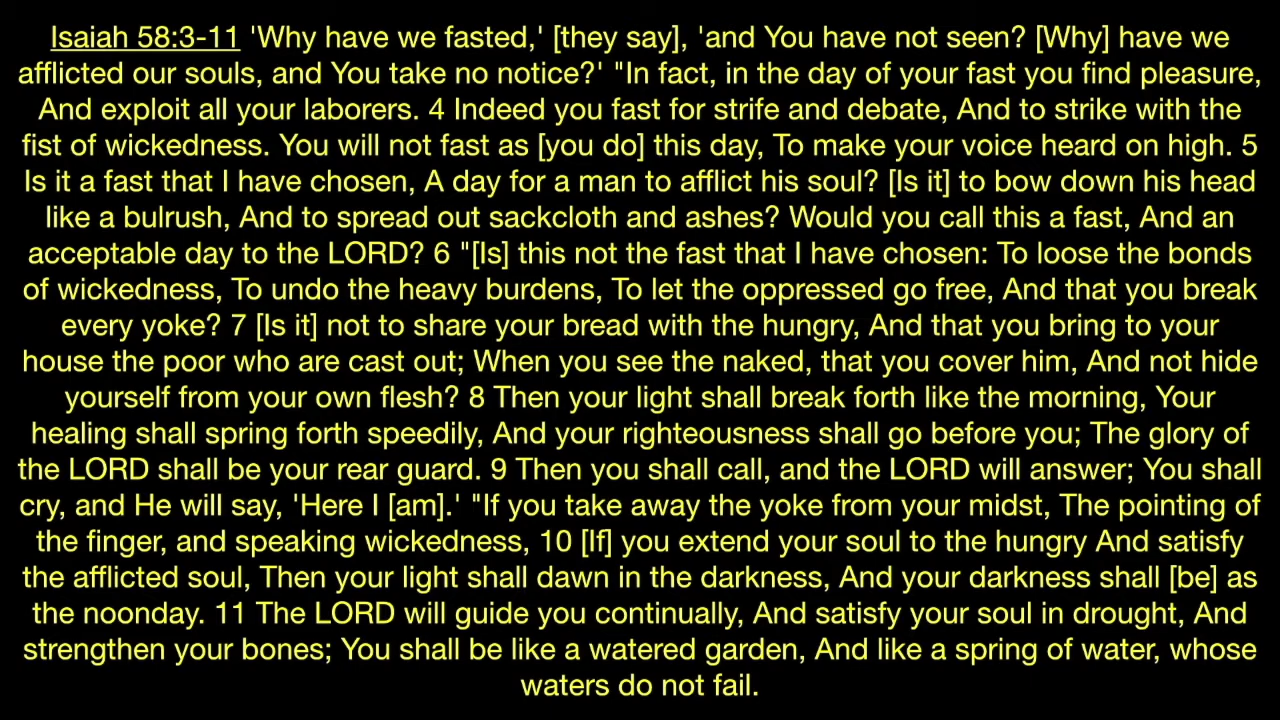 Isaiah 58:3-11 'Why have we fasted,' [they say], 'and You have not seen? [Why] have we
afflicted our souls, and You take no notice?' "In fact, in the day of your fast you find pleasure,
And exploit all your laborers. 4 Indeed you fast for strife and debate, And to strike with the
fist of wickedness. You will not fast as [you do] this day, To make your voice heard on high. 5
Is it a fast that I have chosen, A day for a man to afflict his soul? [Is it] to bow down his head
like a bulrush, And to spread out sackcloth and ashes? Would you call this a fast, And an
acceptable day to the LORD? 6 "[Is] this not the fast that I have chosen: To loose the bonds
of wickedness, To undo the heavy burdens, To let the oppressed go free, And that you break
every yoke? 7 [Is it] not to share your bread with the hungry, And that you bring to your
house the poor who are cast out; When you see the naked, that you cover him, And not hide
yourself from your own flesh? 8 Then your light shall break forth like the morning, Your
healing shall spring forth speedily, And your righteousness shall go before you; The glory of
the LORD shall be your rear guard. 9 Then you shall call, and the LORD will answer; You shall
cry, and He will say, 'Here I [am].' "If you take away the yoke from your midst, The pointing of
the finger, and speaking wickedness, 10 [If] you extend your soul to the hungry And satisfy
the afflicted soul, Then your light shall dawn in the darkness, And your darkness shall [be] as
the noonday. 11 The LORD will guide you continually, And satisfy your soul in drought, And
strengthen your bones; You shall be like a watered garden, And like a spring of water, whose
waters do not fail.